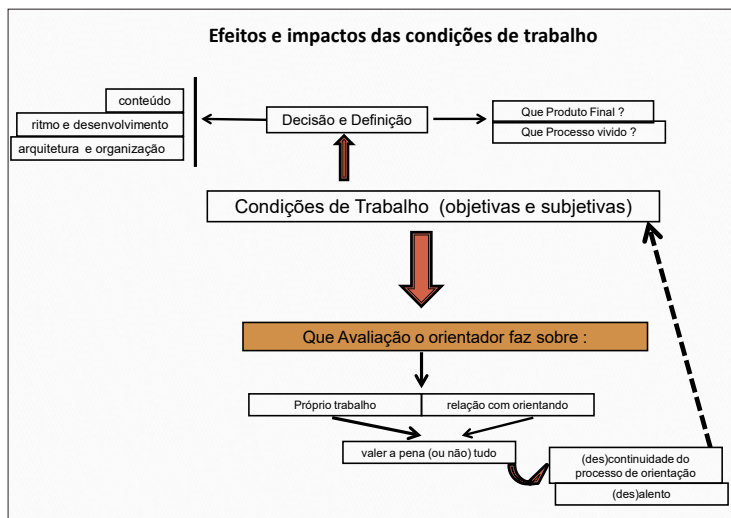 Efeitos e impactos das condições de trabalho
conteúdo
ritmo e desenvolvimento
arquitetura e organização
Decisão e Definição
Que Produto Final ?
Que Processo vivido ?
Condições de Trabalho (objetivas e subjetivas)
Que Avaliação o orientador faz sobre :
Próprio trabalho
relação com orientando
valer a pena (ou não) tudo
(des)continuidade do
processo de orientação
(des)alento